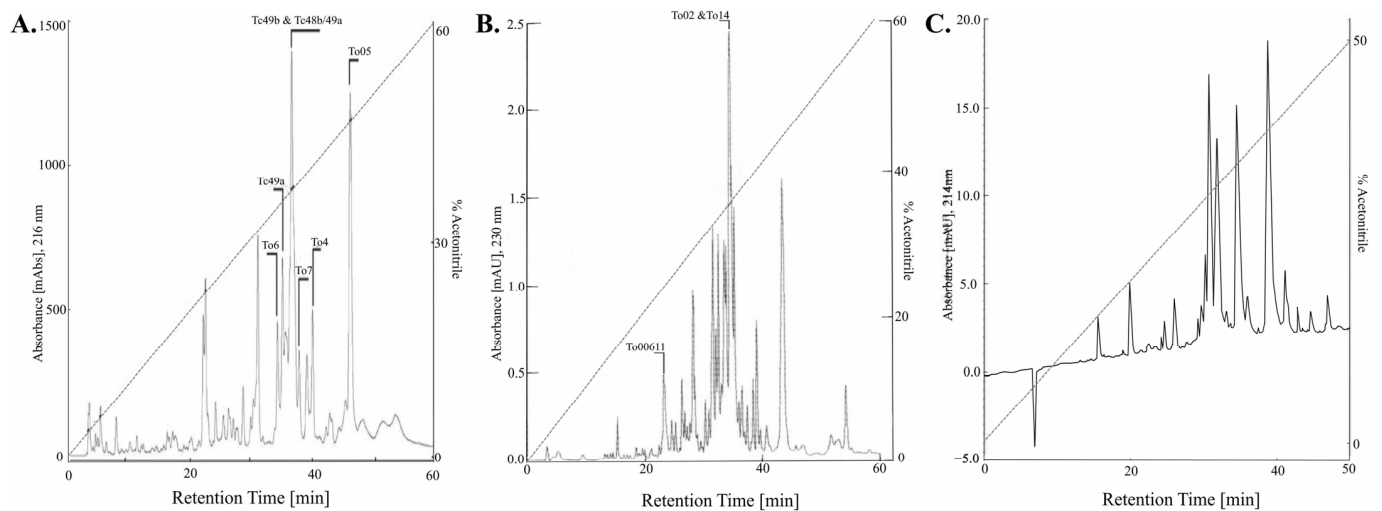 A.
Absorbance [mAbs], 216 nm
1500
1000
500
0
Tc49b & Tc48b/49a
To05
Tc49a
To6
To7
To4
60
30
0
% Acetonitrile
0
20
40
60
Retention Time [min]
B.
Absorbance [mAU], 230 nm
2.5
2.0
1.5
1.0
0.5
0.0
To02 &To14
To00611
60
40
20
0
% Acetonitrile
0
20
40
60
Retention Time [min]
C.
Absorbance [mAU], 214nm
20.0
15.0
10.0
5.0
0.0
−5.0
50
0
% Acetonitrile
0
20
40
50
Retention Time [min]